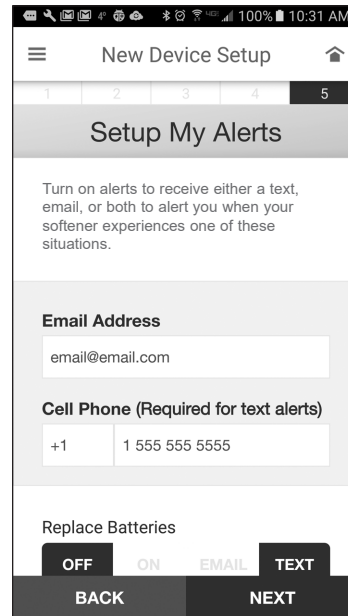 4° 4G 100% 10:31 AM
New Device Setup
1 2 3 4 5
Setup My Alerts
Turn on alerts to receive either a text,
email, or both to alert you when your
softener experiences one of these
situations.
Email Address
email@email.com
Cell Phone (Required for text alerts)
+1 1 555 555 5555
Replace Batteries
OFF ON EMAIL TEXT
BACK NEXT